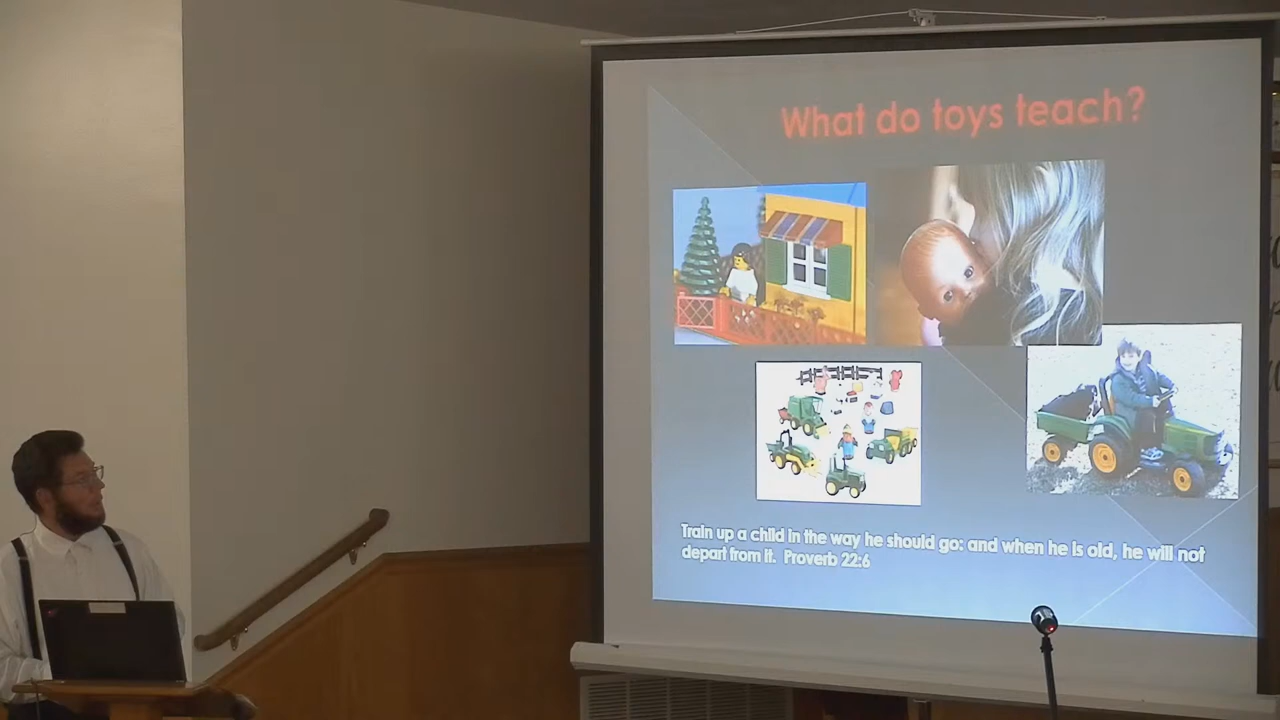 What do toys teach?
Train up a child in the way he should go: and when he is old, he will not
depart from it. Proverb 22:6